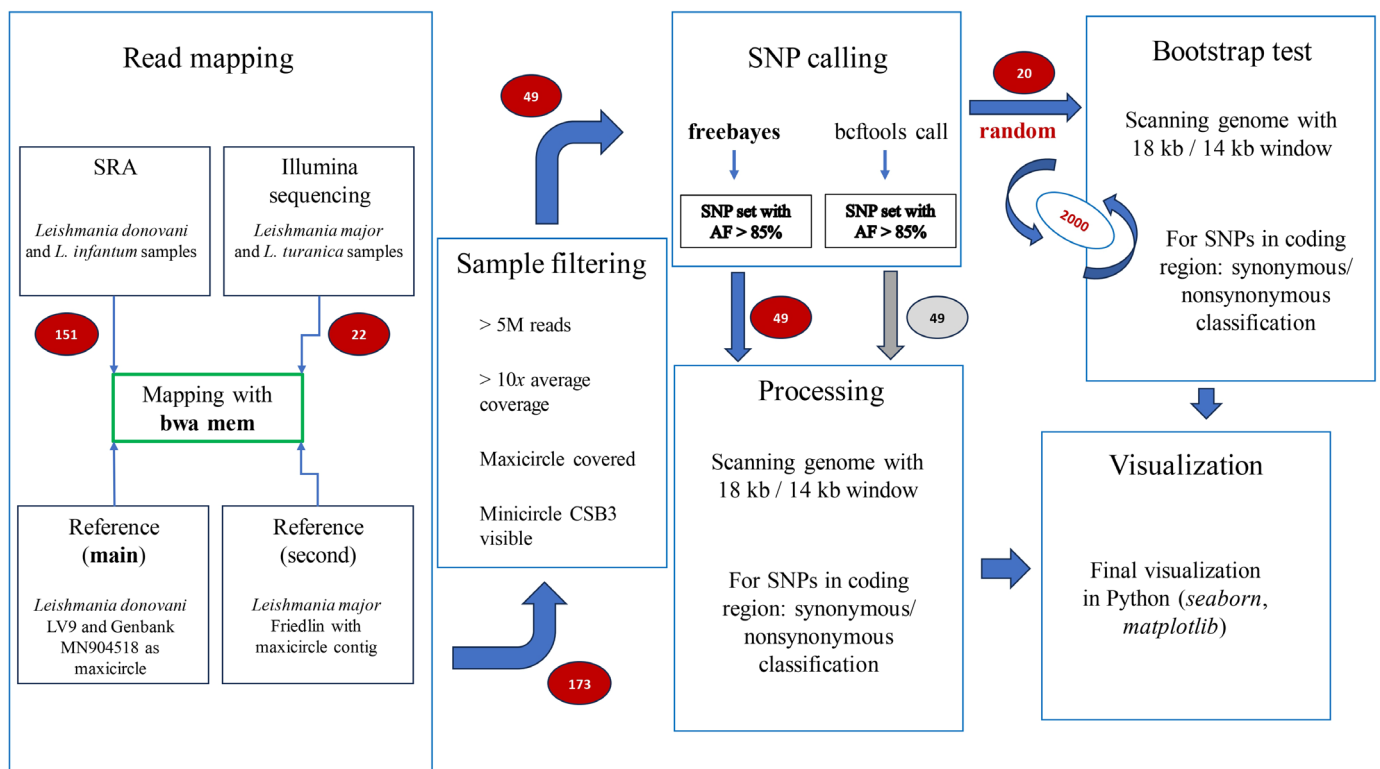 Read mapping
SRA
Leishmania donovani
and L. infantum samples
Illumina
sequencing
Leishmania major
and L. turanica samples
151
22
Mapping with
bwa mem
Reference
(main)
Leishmania donovani
LV9 and Genbank
MN904518 as
maxicircle
Reference
(second)
Leishmania major
Friedlin with
maxicircle contig
173
49
Sample filtering
> 5M reads
> 10x average
coverage
Maxicircle covered
Minicircle CSB3
visible
SNP calling
freebayes
bcftools call
SNP set with
AF > 85%
SNP set with
AF > 85%
49
49
Processing
Scanning genome with
18 kb / 14 kb window
For SNPs in coding
region: synonymous/
nonsynonymous
classification
20
random
2000
Bootstrap test
Scanning genome with
18 kb / 14 kb window
For SNPs in coding
region: synonymous/
nonsynonymous
classification
Visualization
Final visualization
in Python (seaborn,
matplotlib)